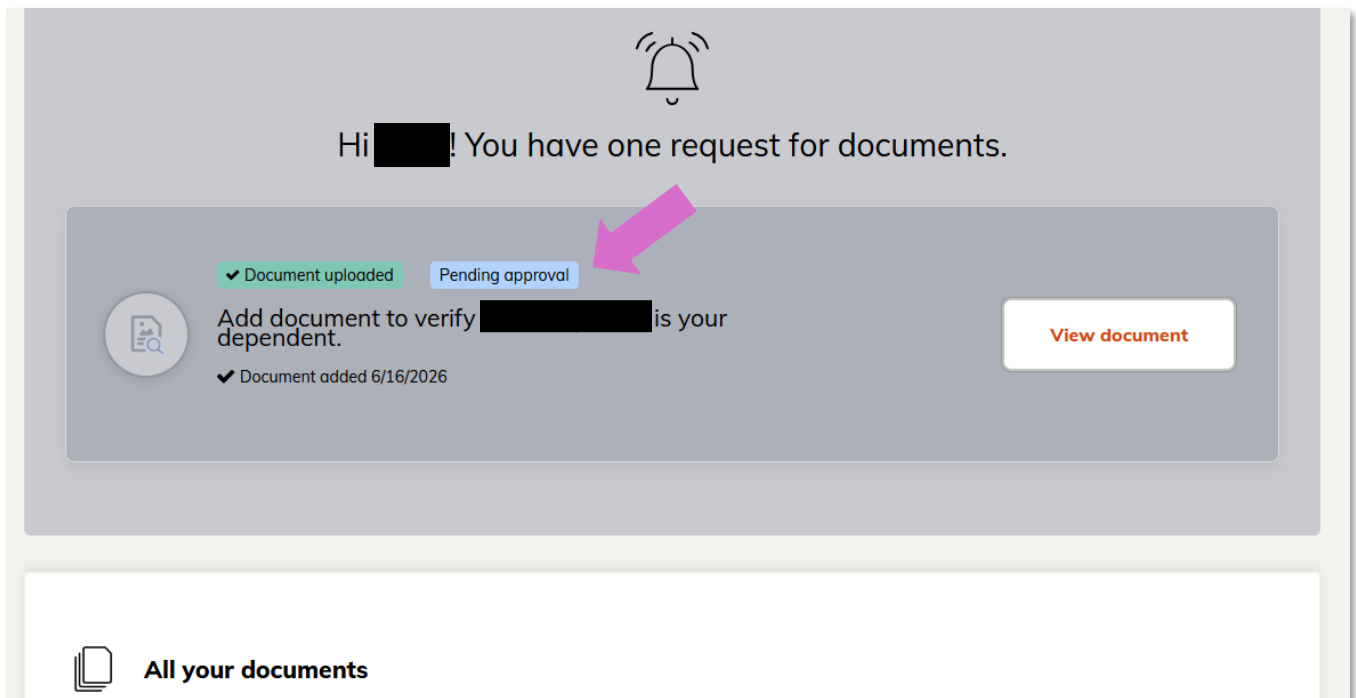 Hi ! You have one request for documents.
Document uploaded Pending approval
Add document to verify is your
dependent.
Document added 6/16/2026
View document
All your documents